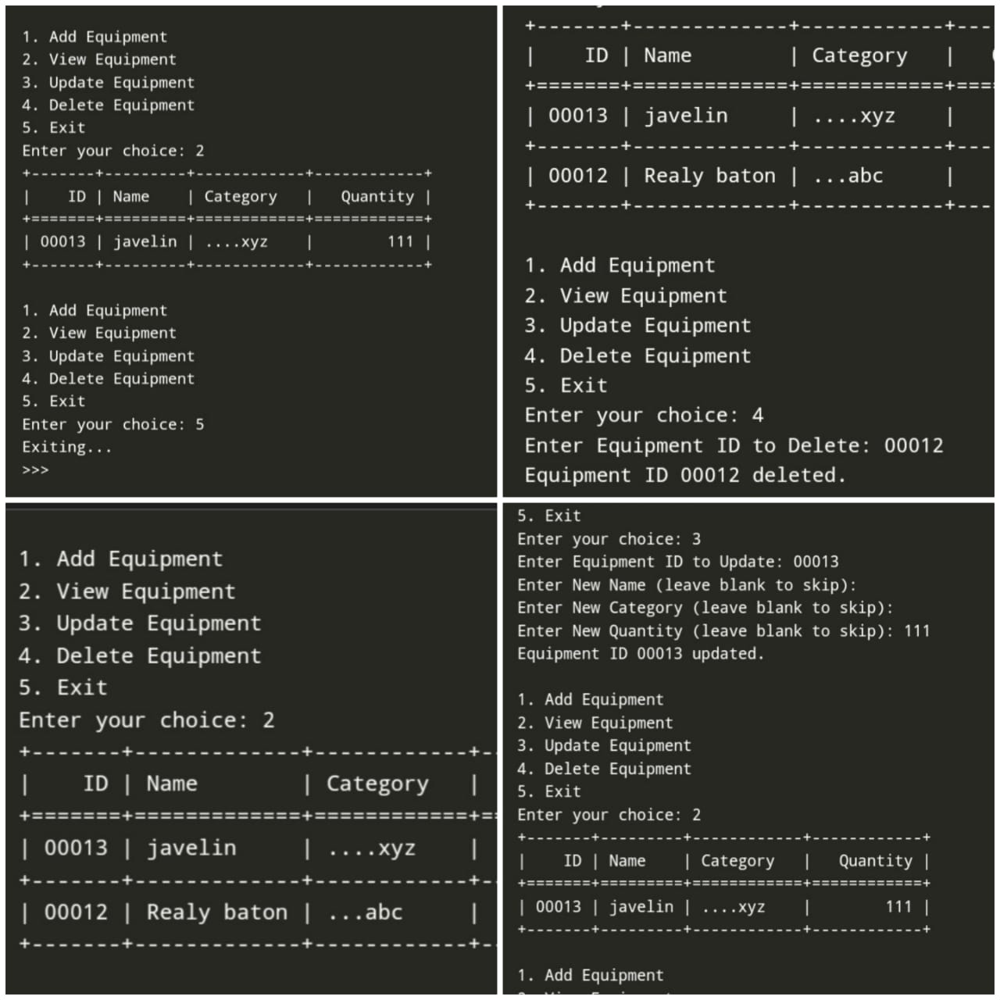 1. Add Equipment
2. View Equipment
3. Update Equipment
4. Delete Equipment
5. Exit
Enter your choice: 2
+-------+---------+------------+------------+
|    ID | Name    | Category   |   Quantity |
+=======+=========+============+============+
| 00013 | javelin | ....xyz    |        111 |
+-------+---------+------------+------------+
1. Add Equipment
2. View Equipment
3. Update Equipment
4. Delete Equipment
5. Exit
Enter your choice: 5
Exiting...
>>>
+-------+-------------+------------+---
|    ID | Name        | Category   |
+=======+=============+============+===
| 00013 | javelin     | ....xyz    |
+-------+-------------+------------+---
| 00012 | Realy baton | ...abc     |
+-------+-------------+------------+---
1. Add Equipment
2. View Equipment
3. Update Equipment
4. Delete Equipment
5. Exit
Enter your choice: 4
Enter Equipment ID to Delete: 00012
Equipment ID 00012 deleted.
1. Add Equipment
2. View Equipment
3. Update Equipment
4. Delete Equipment
5. Exit
Enter your choice: 2
+-------+-------------+------------+-
|    ID | Name        | Category   |
+=======+=============+============+=
| 00013 | javelin     | ....xyz    |
+-------+-------------+------------+-
| 00012 | Realy baton | ...abc     |
+-------+-------------+------------+-
5. Exit
Enter your choice: 3
Enter Equipment ID to Update: 00013
Enter New Name (leave blank to skip):
Enter New Category (leave blank to skip):
Enter New Quantity (leave blank to skip): 111
Equipment ID 00013 updated.
1. Add Equipment
2. View Equipment
3. Update Equipment
4. Delete Equipment
5. Exit
Enter your choice: 2
+-------+---------+------------+------------+
|    ID | Name    | Category   |   Quantity |
+=======+=========+============+============+
| 00013 | javelin | ....xyz    |        111 |
+-------+---------+------------+------------+
1. Add Equipment